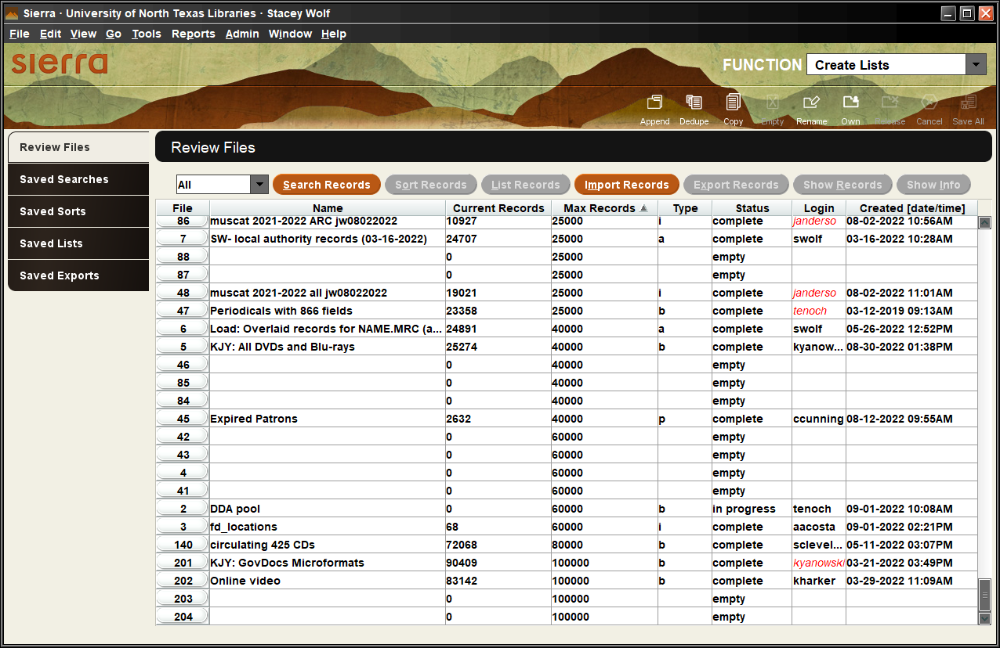 Sierra · University of North Texas Libraries · Stacey Wolf
File Edit View Go Tools Reports Admin Window Help
sierra
FUNCTION Create Lists
Append Dedupe Copy Empty Rename Own Release Cancel Save All
Review Files
Saved Searches
Saved Sorts
Saved Lists
Saved Exports
Review Files
All Search Records Sort Records List Records Import Records Export Records Show Records Show Info
File Name Current Records Max Records Type Status Login Created [date/time]
86 muscat 2021-2022 ARC jw08022022 10927 25000 i complete janderso 08-02-2022 10:56AM
7 SW- local authority records (03-16-2022) 24707 25000 a complete swolf 03-16-2022 10:28AM
88 0 25000 empty
87 0 25000 empty
48 muscat 2021-2022 all jw08022022 19021 25000 i complete janderso 08-02-2022 11:01AM
47 Periodicals with 866 fields 23358 25000 b complete tenoch 03-12-2019 09:13AM
6 Load: Overlaid records for NAME.MRC (a... 24891 40000 a complete swolf 05-26-2022 12:52PM
5 KJY: All DVDs and Blu-rays 25274 40000 b complete kyanow... 08-30-2022 01:38PM
46 0 40000 empty
85 0 40000 empty
84 0 40000 empty
45 Expired Patrons 2632 40000 p complete ccunning 08-12-2022 09:55AM
42 0 60000 empty
43 0 60000 empty
4 0 60000 empty
41 0 60000 empty
2 DDA pool 0 60000 b in progress tenoch 09-01-2022 10:08AM
3 fd_locations 68 60000 i complete aacosta 09-01-2022 02:21PM
140 circulating 425 CDs 72068 80000 b complete sclevel... 05-11-2022 03:07PM
201 KJY: GovDocs Microformats 90409 100000 b complete kyanowski 03-21-2022 03:49PM
202 Online video 83142 100000 b complete kharker 03-29-2022 11:09AM
203 0 100000 empty
204 0 100000 empty